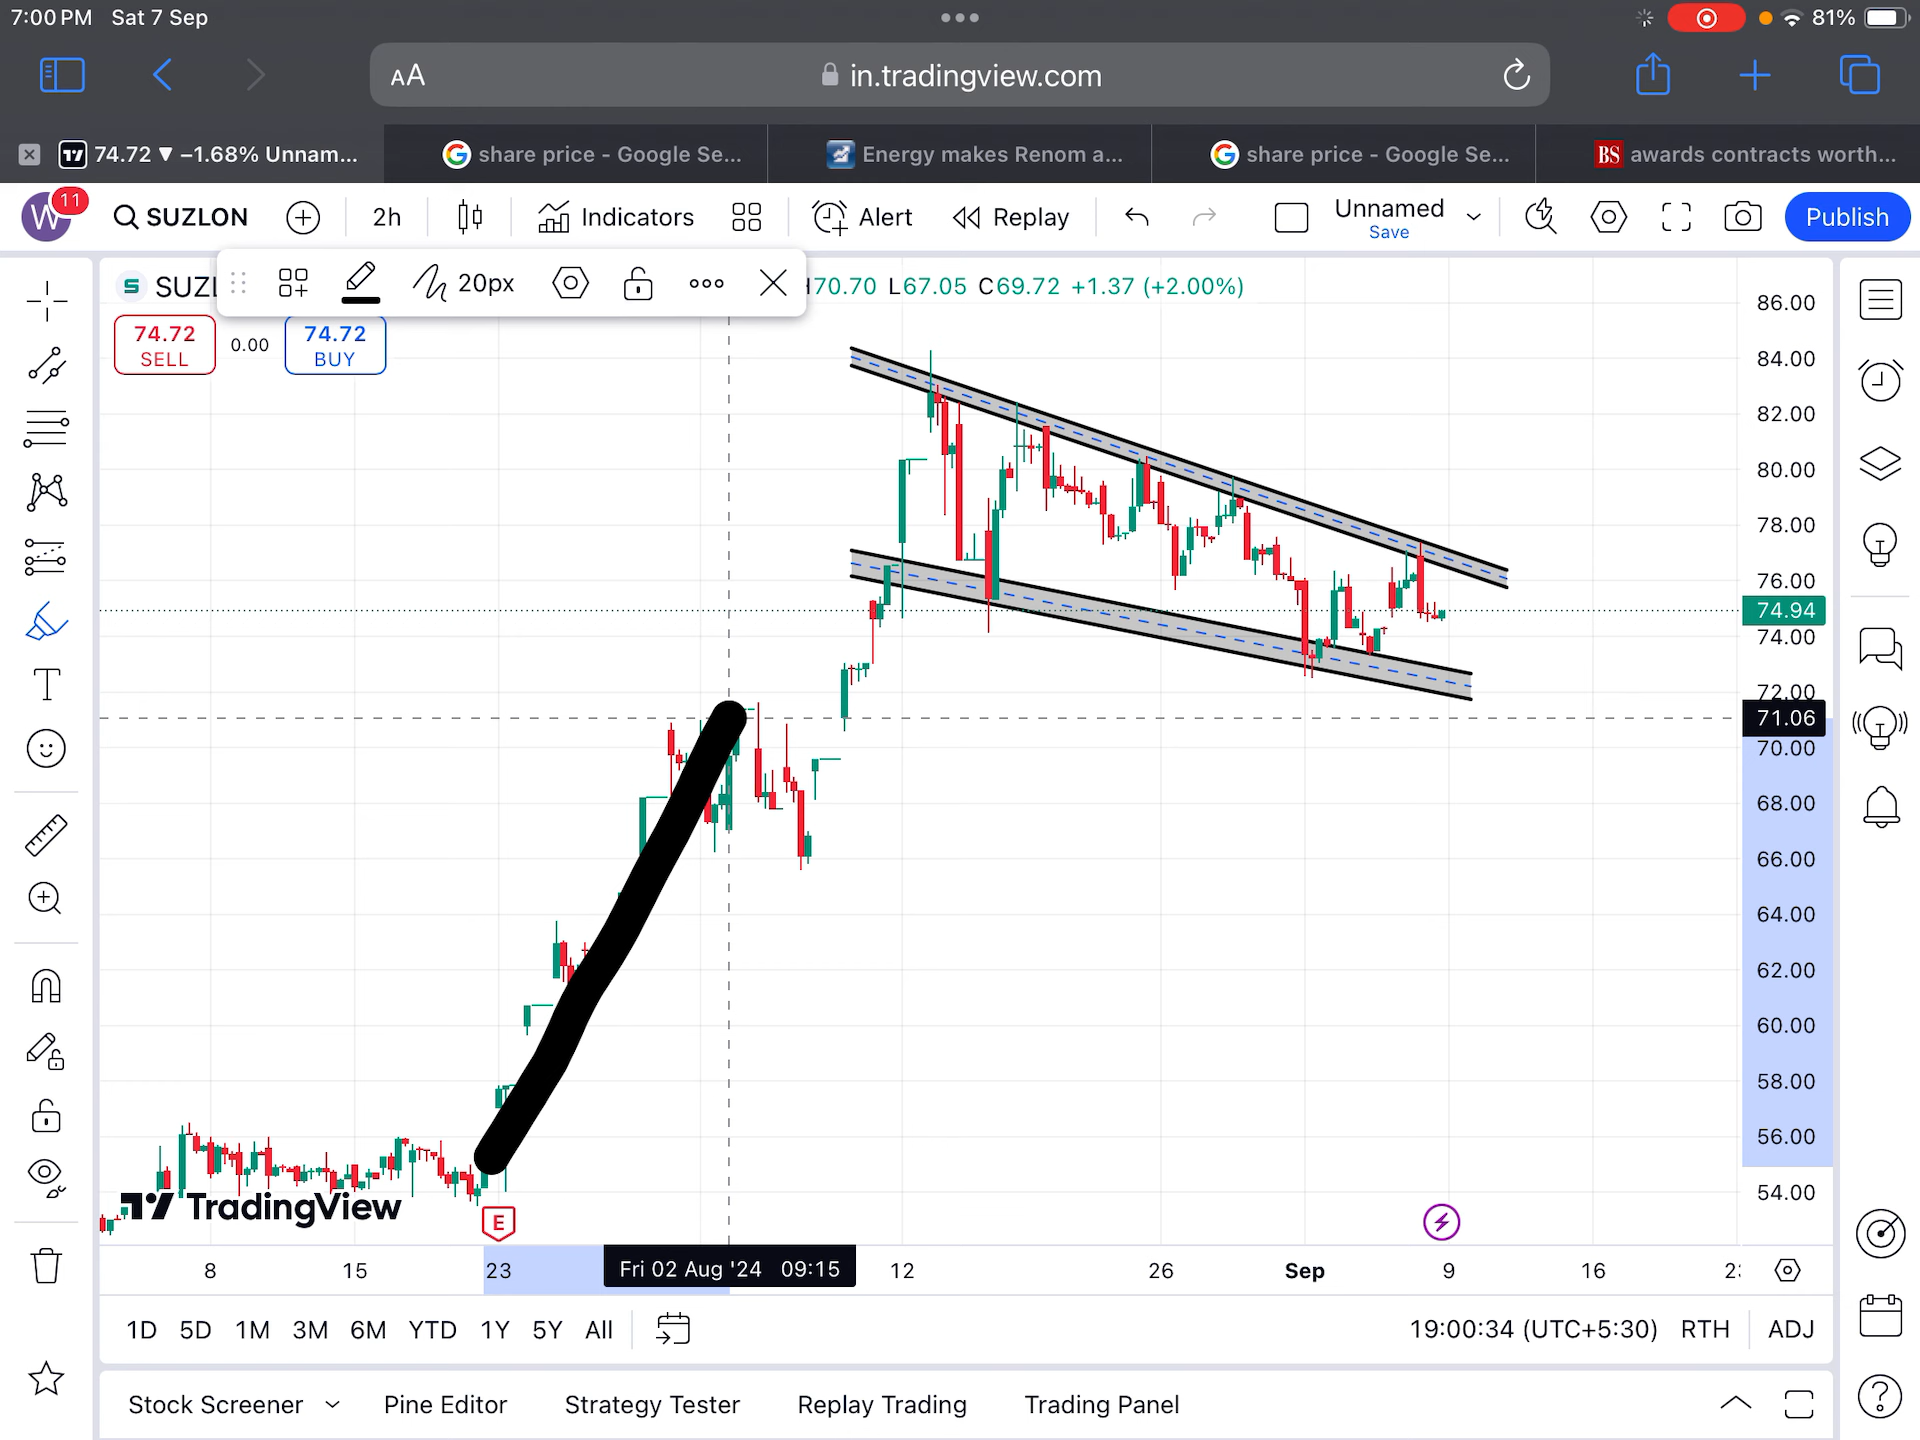 7:00 PM Sat 7 Sep
81%
AA in.tradingview.com
74.72 ▼ −1.68% Unnam...
share price - Google Se...
Energy makes Renom a...
share price - Google Se...
BS awards contracts worth...
W 11 SUZLON 2h Indicators Alert Replay Unnamed Publish
Save
SUZL 20px H70.70 L67.05 C69.72 +1.37 (+2.00%)
74.72 SELL
0.00
74.72 BUY
86.00
84.00
82.00
80.00
78.00
76.00
74.94
74.00
72.00
71.06
70.00
68.00
66.00
64.00
62.00
60.00
58.00
56.00
54.00
TradingView
E
8 15 23 Fri 02 Aug '24 09:15 12 26 Sep 9 16
1D 5D 1M 3M 6M YTD 1Y 5Y All 19:00:34 (UTC+5:30) RTH ADJ
Stock Screener Pine Editor Strategy Tester Replay Trading Trading Panel